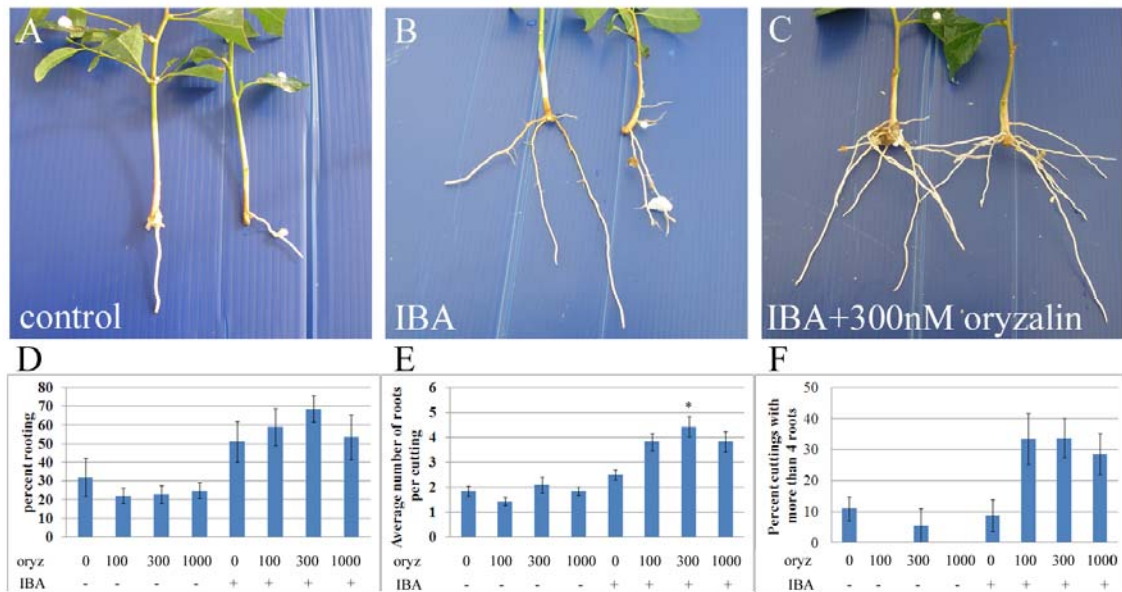 A
B
C
control
IBA
IBA+300nM oryzalin
D
percent rooting
80
70
60
50
40
30
20
10
0
oryz 0 100 300 1000 0 100 300 1000
IBA - - - - + + + +
E
Average number of roots
per cutting
6
5
4
3
2
1
0
*
oryz 0 100 300 1000 0 100 300 1000
IBA - - - - + + + +
F
Percent cuttings with
more than 4 roots
50
40
30
20
10
0
oryz 0 100 300 1000 0 100 300 1000
IBA - - - - + + + +